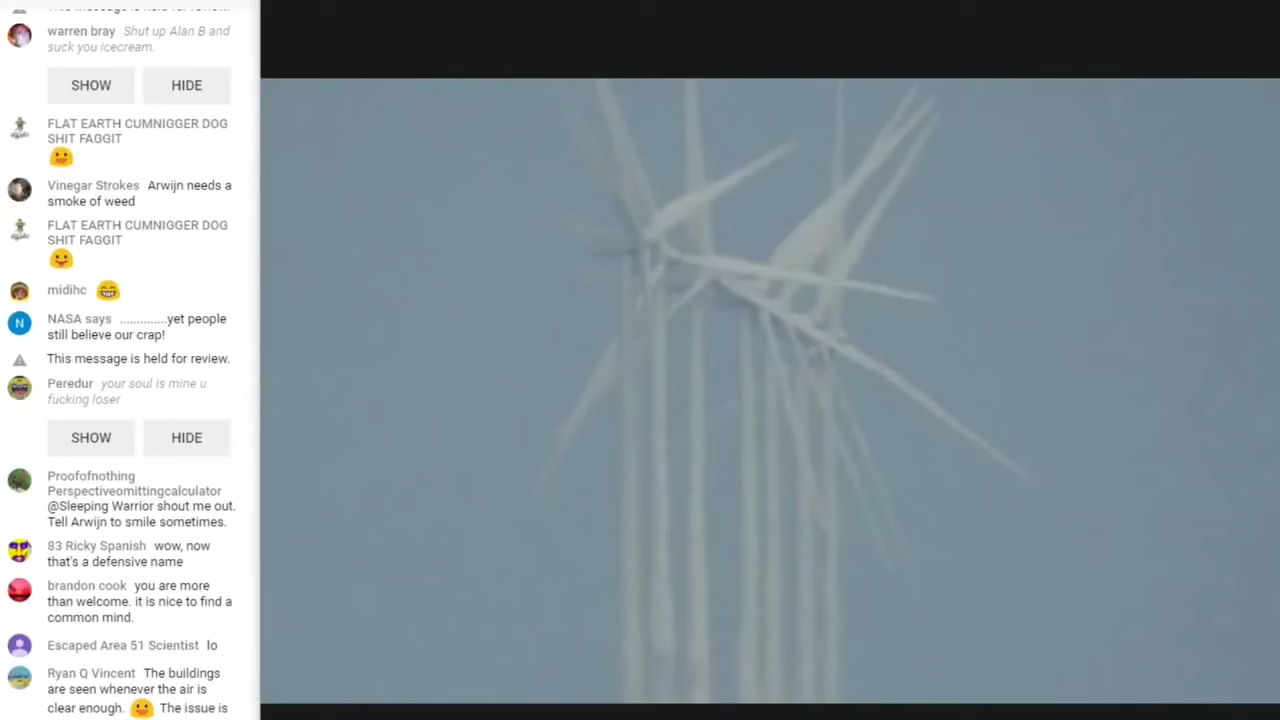 warren bray Shut up Alan B and
suck you icecream.
SHOW HIDE
FLAT EARTH CUMNIGGER DOG
SHIT FAGGIT
Vinegar Strokes Arwijn needs a
smoke of weed
FLAT EARTH CUMNIGGER DOG
SHIT FAGGIT
midihc
NASA says ..............yet people
still believe our crap!
This message is held for review.
Peredur your soul is mine u
fucking loser
SHOW HIDE
Proofofnothing
Perspectiveomittingcalculator
@Sleeping Warrior shout me out.
Tell Arwijn to smile sometimes.
83 Ricky Spanish wow, now
that's a defensive name
brandon cook you are more
than welcome. it is nice to find a
common mind.
Escaped Area 51 Scientist lo
Ryan Q Vincent The buildings
are seen whenever the air is
clear enough. The issue is